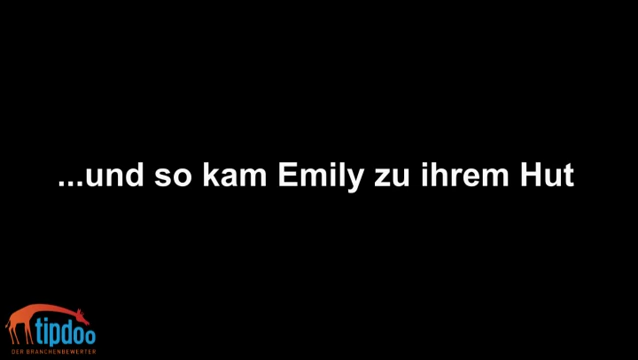 ...und so kam Emily zu ihrem Hut
tipdoo
DER BRANCHENBEWERTER